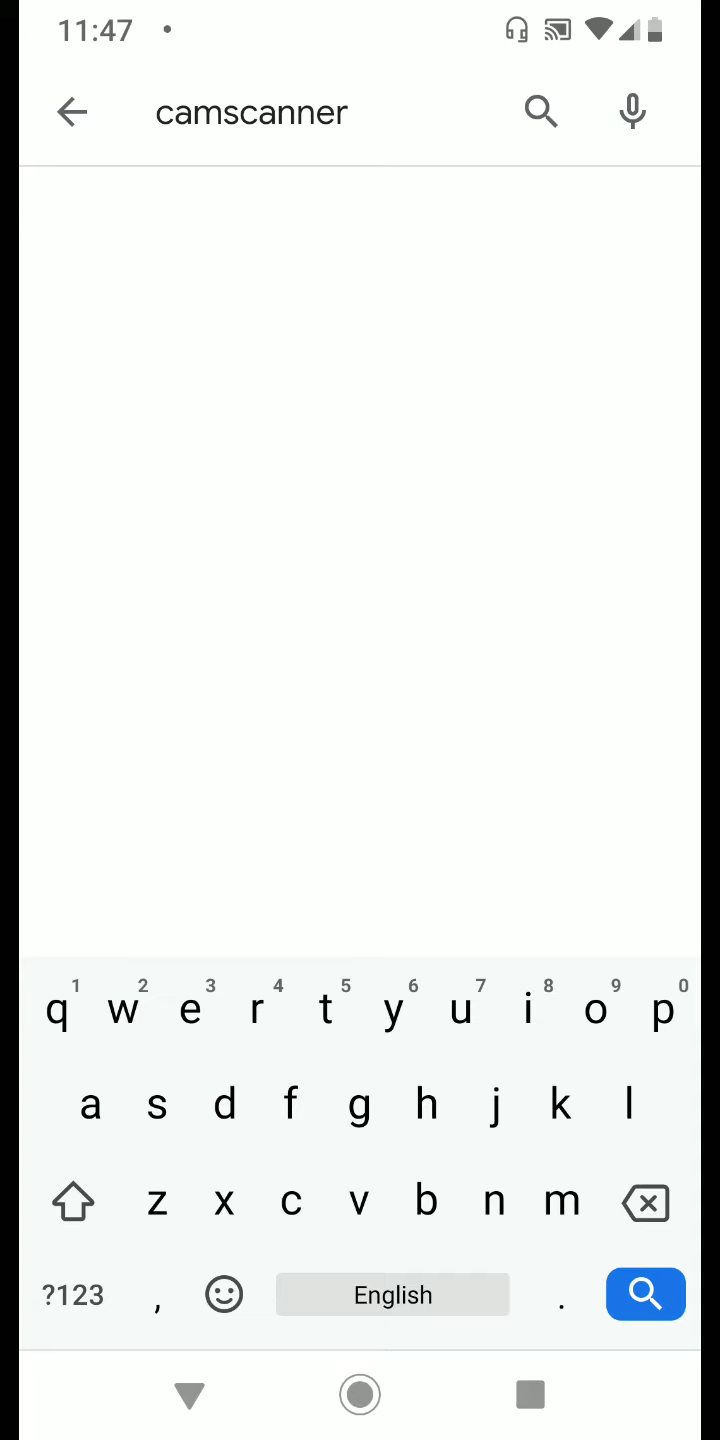 11:47
camscanner
1 2 3 4 5 6 7 8 9 0
q w e r t y u i o p
a s d f g h j k l
z x c v b n m
?123 , English .